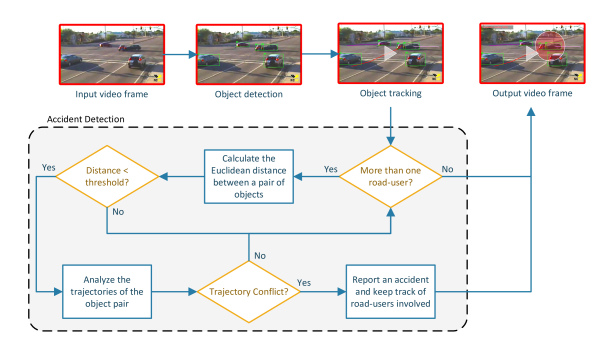 Input video frame
Object detection
Object tracking
Output video frame
Accident Detection
Yes
Distance <
threshold?
No
Calculate the
Euclidean distance
between a pair of
objects
Yes
More than one
road-user?
No
Analyze the
trajectories of the
object pair
No
Trajectory Conflict?
Yes
Report an accident
and keep track of
road-users involved